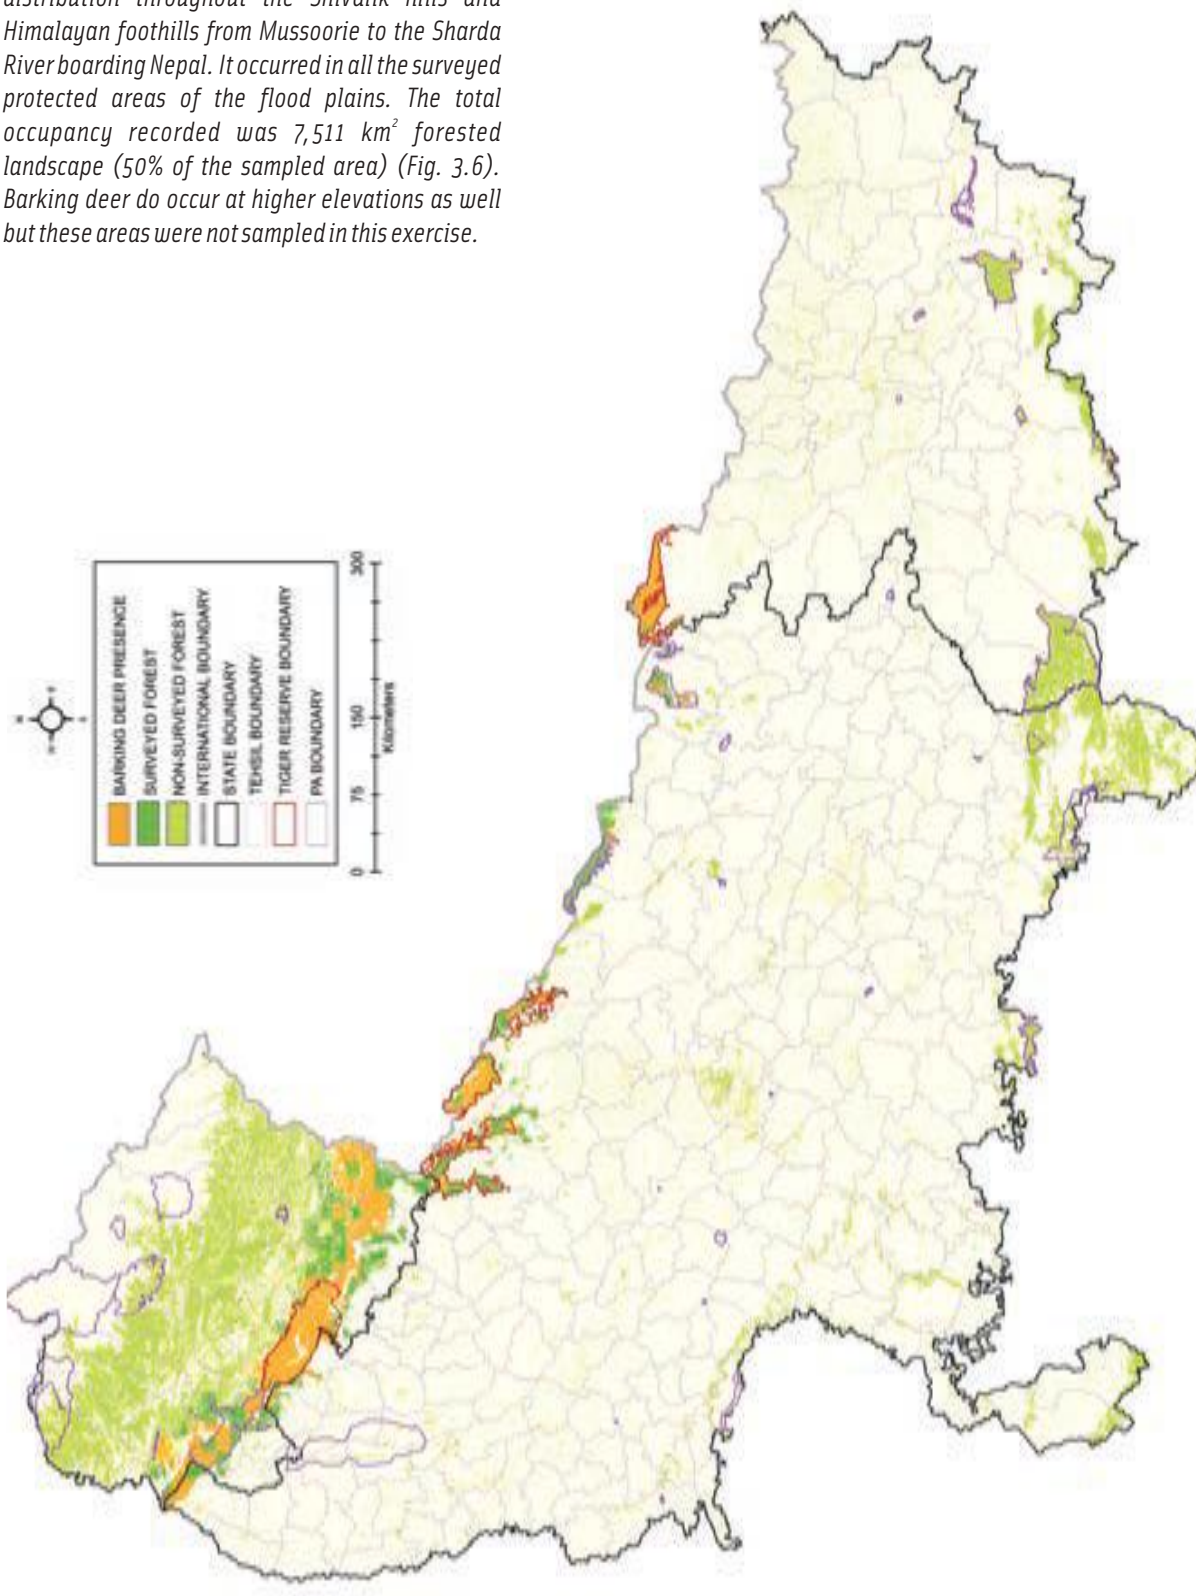 distribution throughout the Shivalik hills and
Himalayan foothills from Mussoorie to the Sharda
River boarding Nepal. It occurred in all the surveyed
protected areas of the flood plains. The total
occupancy recorded was 7,511 km² forested
landscape (50% of the sampled area) (Fig. 3.6).
Barking deer do occur at higher elevations as well
but these areas were not sampled in this exercise.
N
BARKING DEER PRESENCE
SURVEYED FOREST
NON-SURVEYED FOREST
INTERNATIONAL BOUNDARY
STATE BOUNDARY
TEHSIL BOUNDARY
TIGER RESERVE BOUNDARY
PA BOUNDARY
0 75 150 300
Kilometers